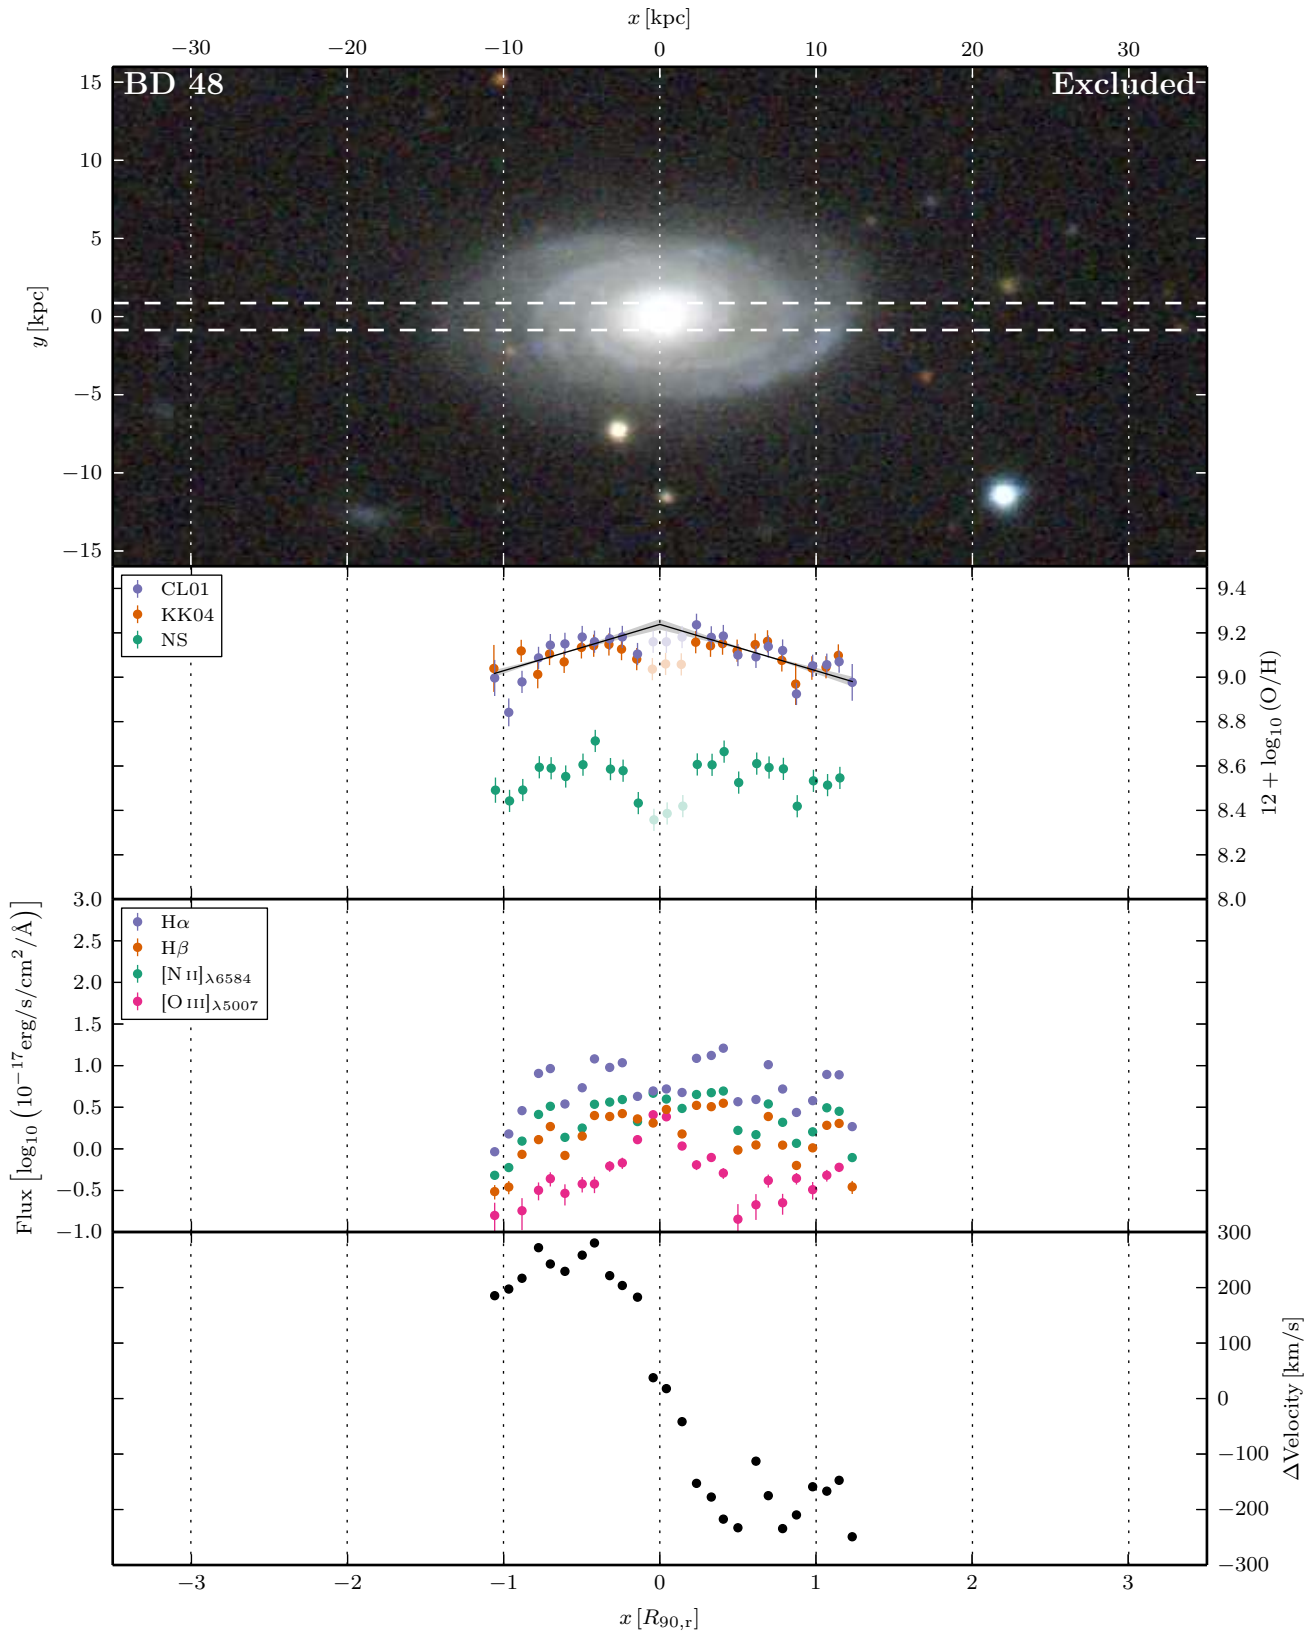 x [kpc]
−30 −20 −10 0 10 20 30
BD 48
Excluded
15
10
5
0
−5
−10
−15
y [kpc]
CL01
KK04
NS
9.4
9.2
9.0
8.8
8.6
8.4
8.2
8.0
12 + log₁₀ (O/H)
3.0
2.5
2.0
1.5
1.0
0.5
0.0
−0.5
−1.0
Flux [log₁₀ (10⁻¹⁷erg/s/cm²/Å)]
Hα
Hβ
[N II]λ6584
[O III]λ5007
300
200
100
0
−100
−200
−300
ΔVelocity [km/s]
−3 −2 −1 0 1 2 3
x [R₉₀,ᵣ]